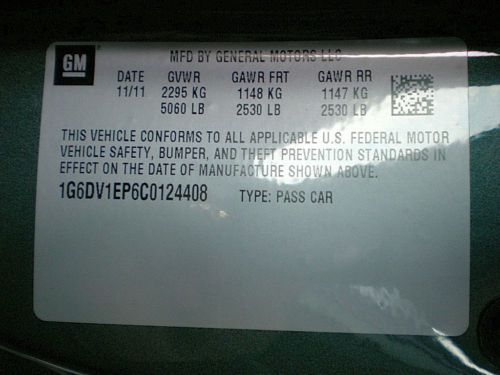 GM
MFD BY GENERAL MOTORS LLC
DATE GVWR GAWR FRT GAWR RR
11/11 2295 KG 1148 KG 1147 KG
5060 LB 2530 LB 2530 LB
THIS VEHICLE CONFORMS TO ALL APPLICABLE U.S. FEDERAL MOTOR
VEHICLE SAFETY, BUMPER, AND THEFT PREVENTION STANDARDS IN
EFFECT ON THE DATE OF MANUFACTURE SHOWN ABOVE.
1G6DV1EP6C0124408 TYPE: PASS CAR